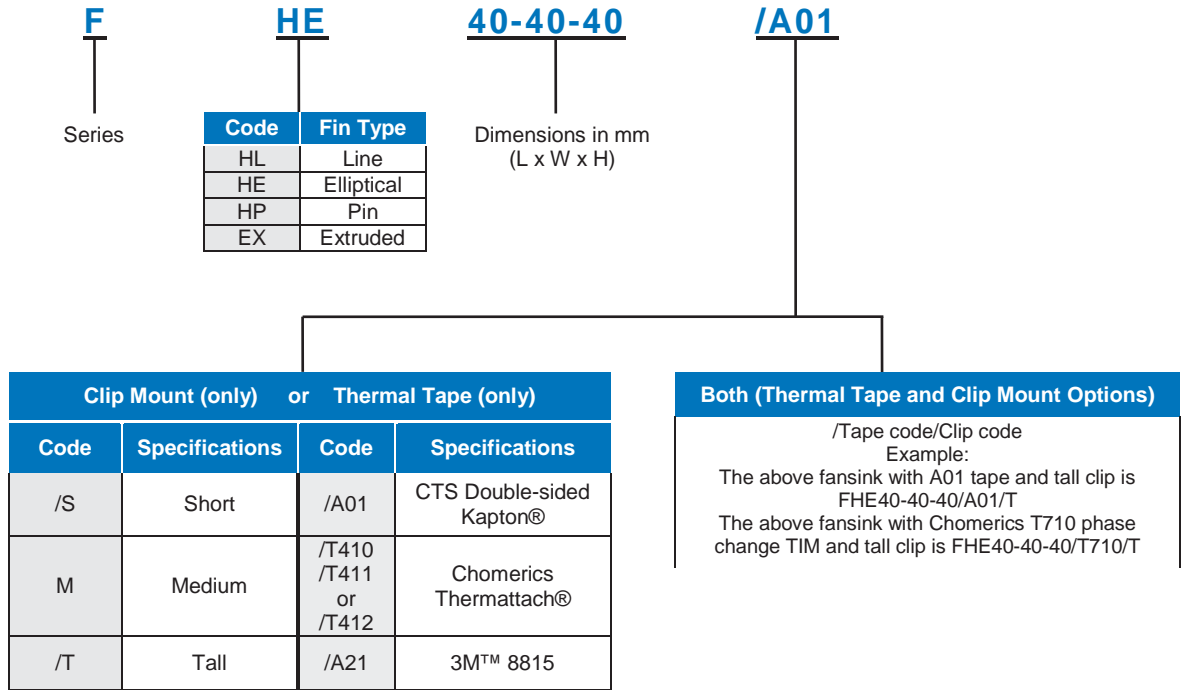 F HE 40-40-40 /A01
Series
Code Fin Type
HL Line
HE Elliptical
HP Pin
EX Extruded
Dimensions in mm
(L x W x H)
Clip Mount (only) or Thermal Tape (only)
Code Specifications Code Specifications
/S Short /A01 CTS Double-sided
Kapton®
M Medium /T410
/T411
or
/T412
Chomerics
Thermattach®
/T Tall /A21 3M™ 8815
Both (Thermal Tape and Clip Mount Options)
/Tape code/Clip code
Example:
The above fansink with A01 tape and tall clip is
FHE40-40-40/A01/T
The above fansink with Chomerics T710 phase
change TIM and tall clip is FHE40-40-40/T710/T